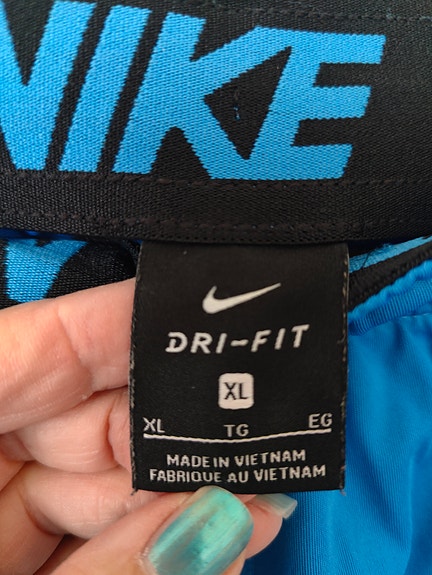 NIKE
DRI-FIT
XL
XL TG EG
MADE IN VIETNAM
FABRIQUE AU VIETNAM